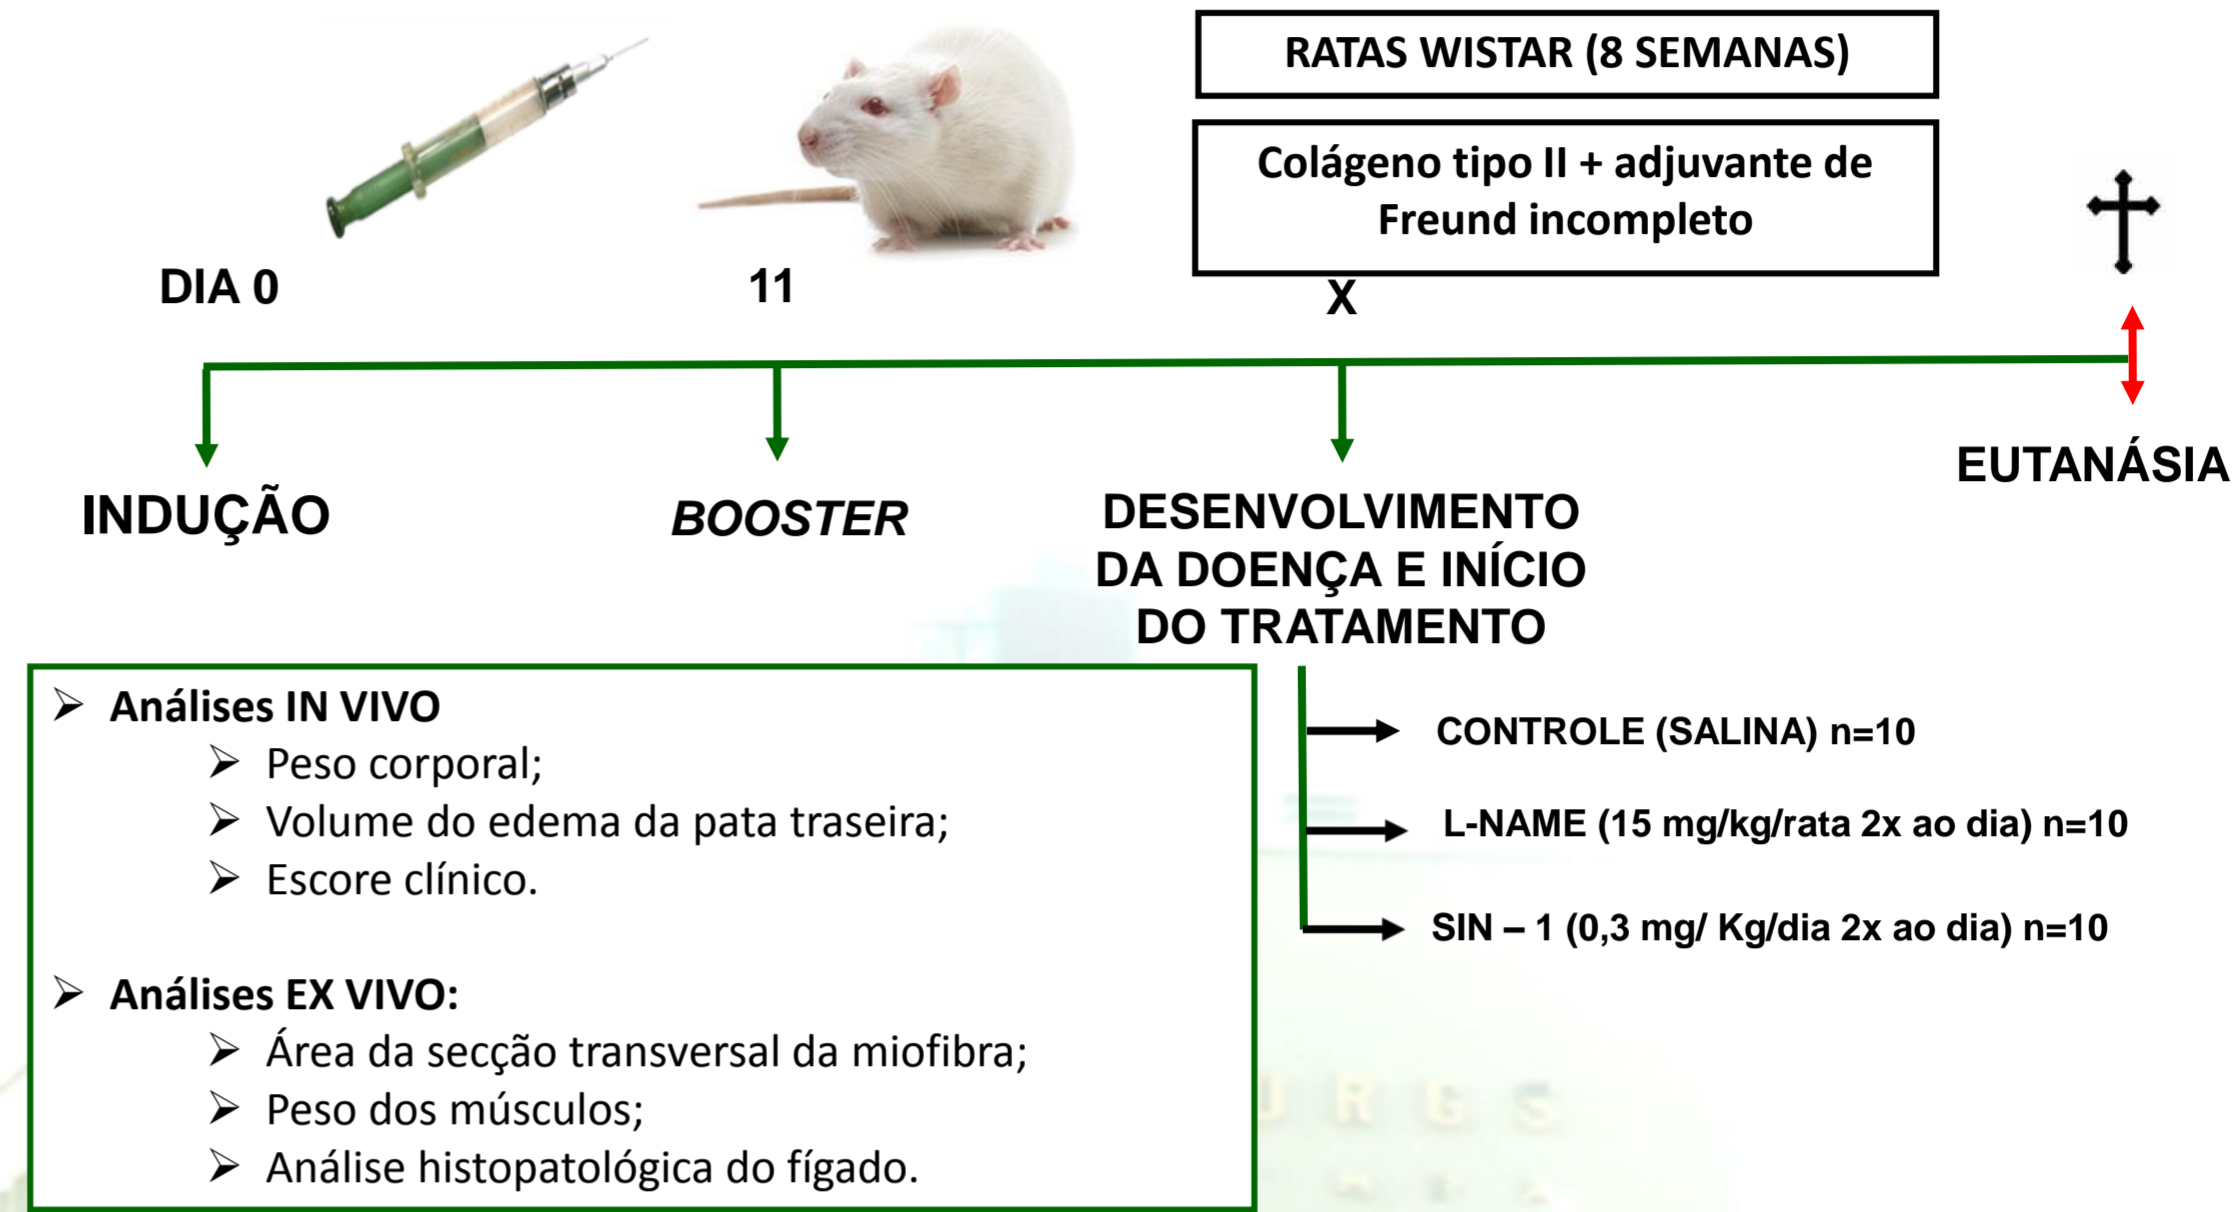 RATAS WISTAR (8 SEMANAS)
Colágeno tipo II + adjuvante de
Freund incompleto
DIA 0
11
X
INDUÇÃO
BOOSTER
DESENVOLVIMENTO
DA DOENÇA E INÍCIO
DO TRATAMENTO
EUTANÁSIA
➢ Análises IN VIVO
➢ Peso corporal;
➢ Volume do edema da pata traseira;
➢ Escore clínico.
➢ Análises EX VIVO:
➢ Área da secção transversal da miofibra;
➢ Peso dos músculos;
➢ Análise histopatológica do fígado.
CONTROLE (SALINA) n=10
L-NAME (15 mg/kg/rata 2x ao dia) n=10
SIN – 1 (0,3 mg/ Kg/dia 2x ao dia) n=10
U R G S